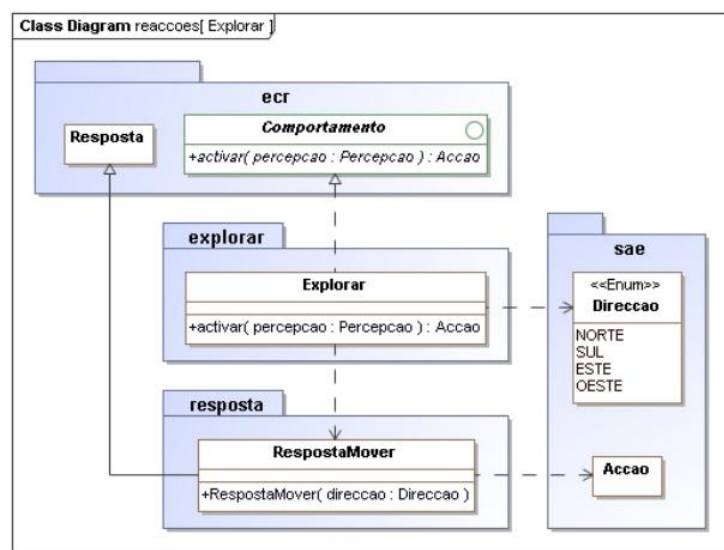 Class Diagram reaccoes[ Explorar ]
ecr
Resposta
Comportamento
+activar( percepcao : Percepcao ) : Accao
explorar
Explorar
+activar( percepcao : Percepcao ) : Accao
sae
<<Enum>>
Direccao
NORTE
SUL
ESTE
OESTE
resposta
RespostaMover
+RespostaMover( direccao : Direccao )
Accao